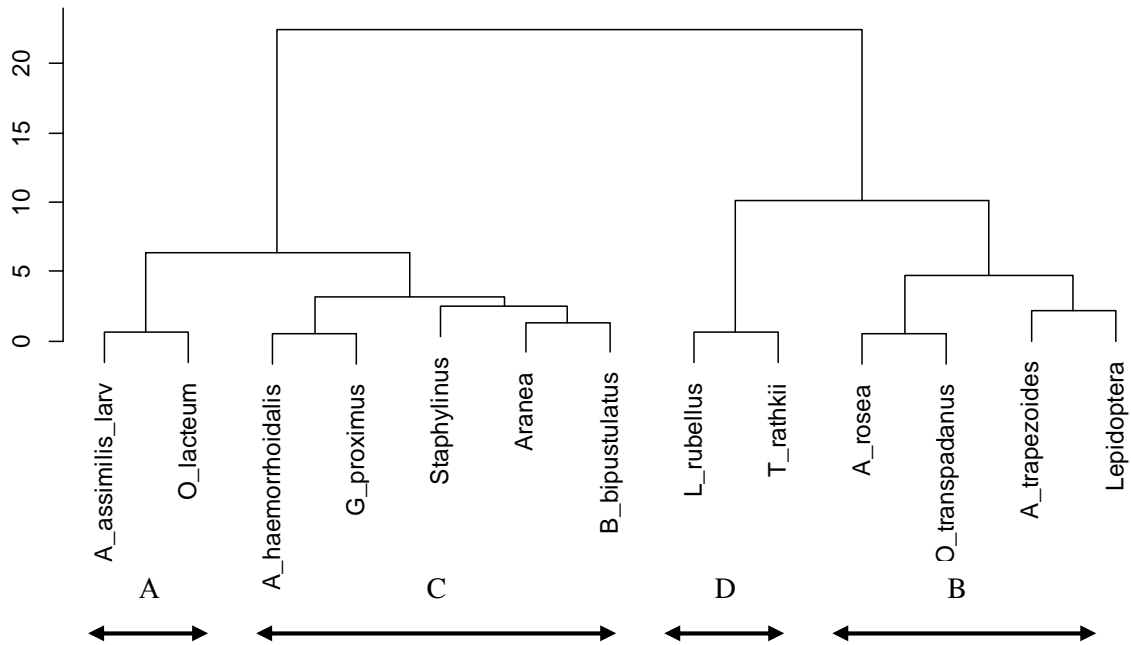 20
15
10
5
0
A_assimilis_larv
O_lacteum
A_haemorrhoidalis
G_proximus
Staphylinus
Aranea
B_bipustulatus
L_rubellus
T_rathkii
A_rosea
O_transpadanus
A_trapezoides
Lepidoptera
A C D B